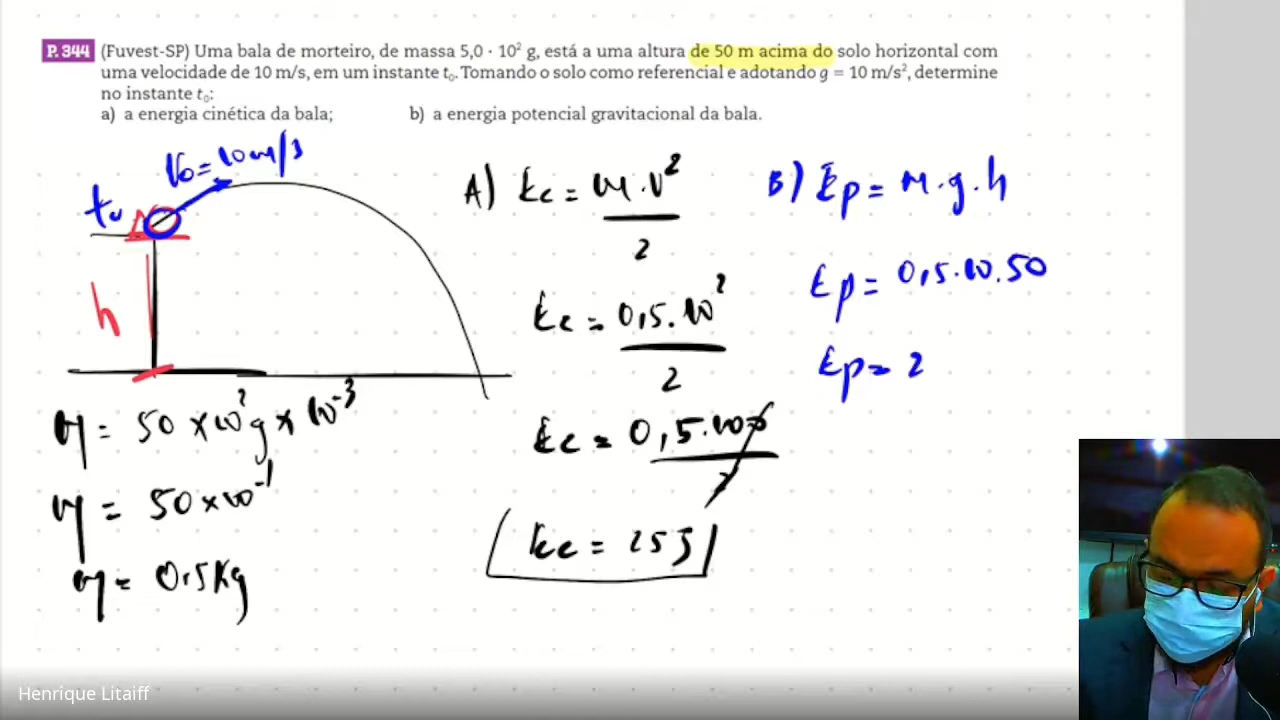 P. 344 (Fuvest-SP) Uma bala de morteiro, de massa 5,0 · 10² g, está a uma altura de 50 m acima do solo horizontal com
uma velocidade de 10 m/s, em um instante t₀. Tomando o solo como referencial e adotando g = 10 m/s², determine
no instante t₀:
a) a energia cinética da bala; b) a energia potencial gravitacional da bala.
V₀ = 10 m/s
t₀
h
m = 50 × 10² g × 10⁻³
m = 50 × 10⁻¹
m = 0,5 Kg
A) Ec = m.v²
2
Ec = 0,5.10²
2
Ec = 0,5.100
2
Ec = 25 J
B) Ep = m.g.h
Ep = 0,5.10.50
Ep = 2
Henrique Litaiff